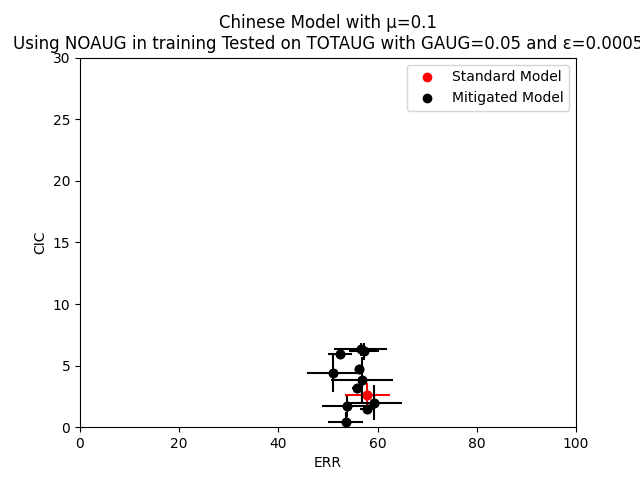 Chinese Model with μ=0.1
Using NOAUG in training Tested on TOTAUG with GAUG=0.05 and ε=0.0005
Standard Model
Mitigated Model
30
25
20
15
10
5
0
CIC
0 20 40 60 80 100
ERR